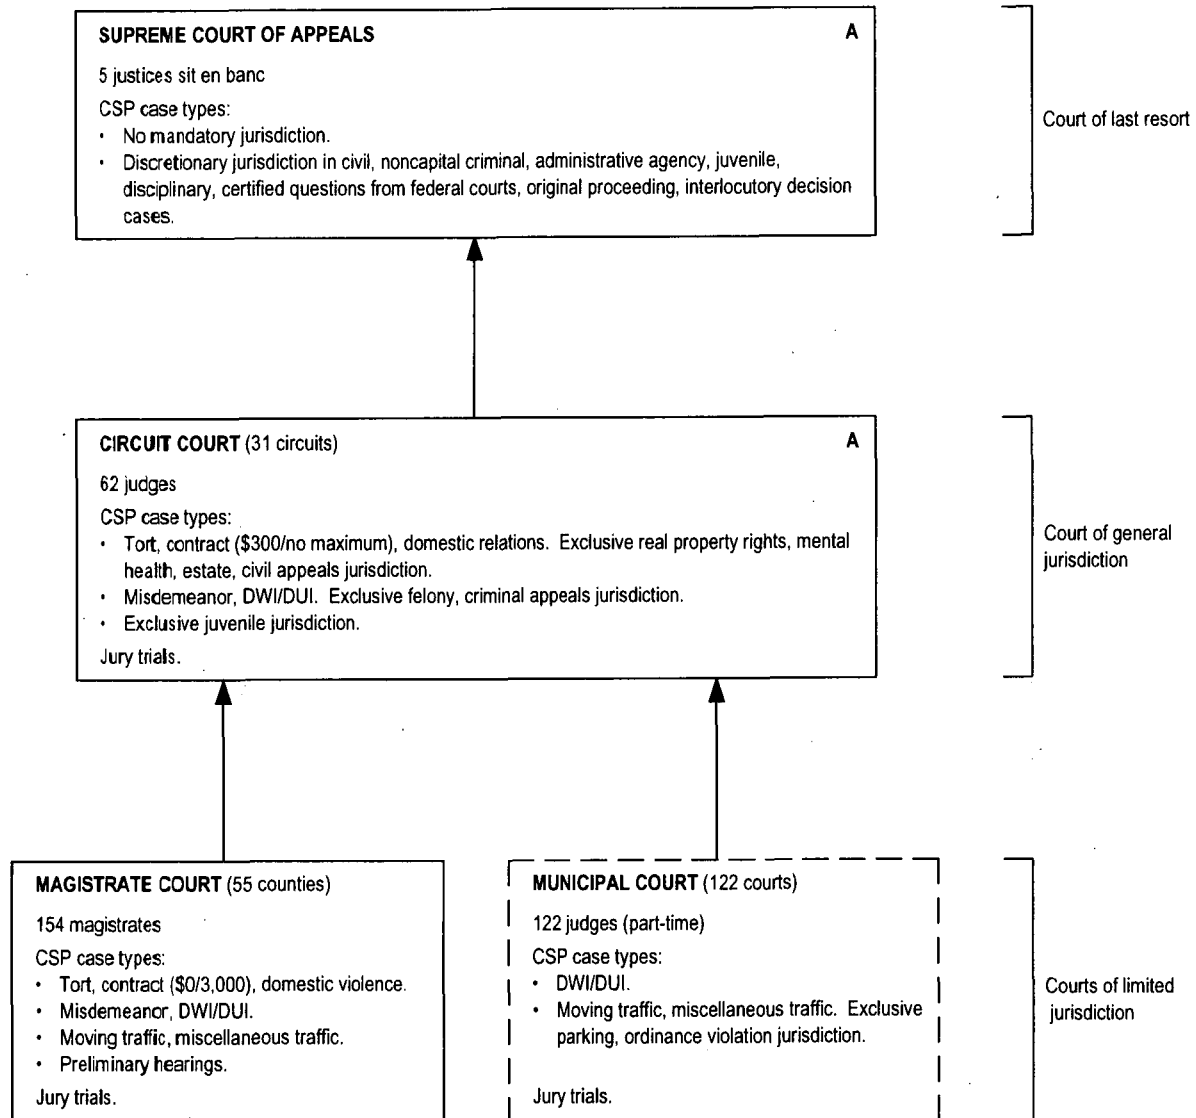 SUPREME COURT OF APPEALS A
5 justices sit en banc
CSP case types:
• No mandatory jurisdiction.
• Discretionary jurisdiction in civil, noncapital criminal, administrative agency, juvenile,
disciplinary, certified questions from federal courts, original proceeding, interlocutory decision
cases.
Court of last resort
CIRCUIT COURT (31 circuits) A
62 judges
CSP case types:
• Tort, contract ($300/no maximum), domestic relations. Exclusive real property rights, mental
health, estate, civil appeals jurisdiction.
• Misdemeanor, DWI/DUI. Exclusive felony, criminal appeals jurisdiction.
• Exclusive juvenile jurisdiction.
Jury trials.
Court of general
jurisdiction
MAGISTRATE COURT (55 counties)
154 magistrates
CSP case types:
• Tort, contract ($0/3,000), domestic violence.
• Misdemeanor, DWI/DUI.
• Moving traffic, miscellaneous traffic.
• Preliminary hearings.
Jury trials.
MUNICIPAL COURT (122 courts)
122 judges (part-time)
CSP case types:
• DWI/DUI.
• Moving traffic, miscellaneous traffic. Exclusive
parking, ordinance violation jurisdiction.
Jury trials.
Courts of limited
jurisdiction